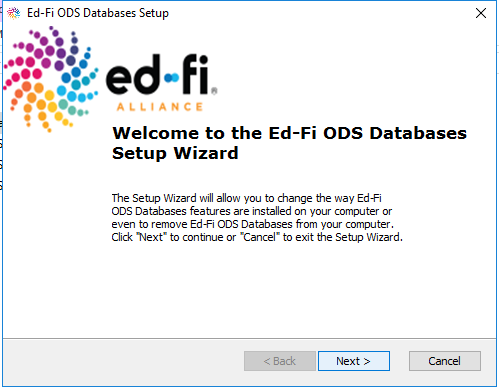 Ed-Fi ODS Databases Setup
ed-fi®
ALLIANCE
Welcome to the Ed-Fi ODS Databases
Setup Wizard
The Setup Wizard will allow you to change the way Ed-Fi
ODS Databases features are installed on your computer or
even to remove Ed-Fi ODS Databases from your computer.
Click "Next" to continue or "Cancel" to exit the Setup Wizard.
< Back Next > Cancel